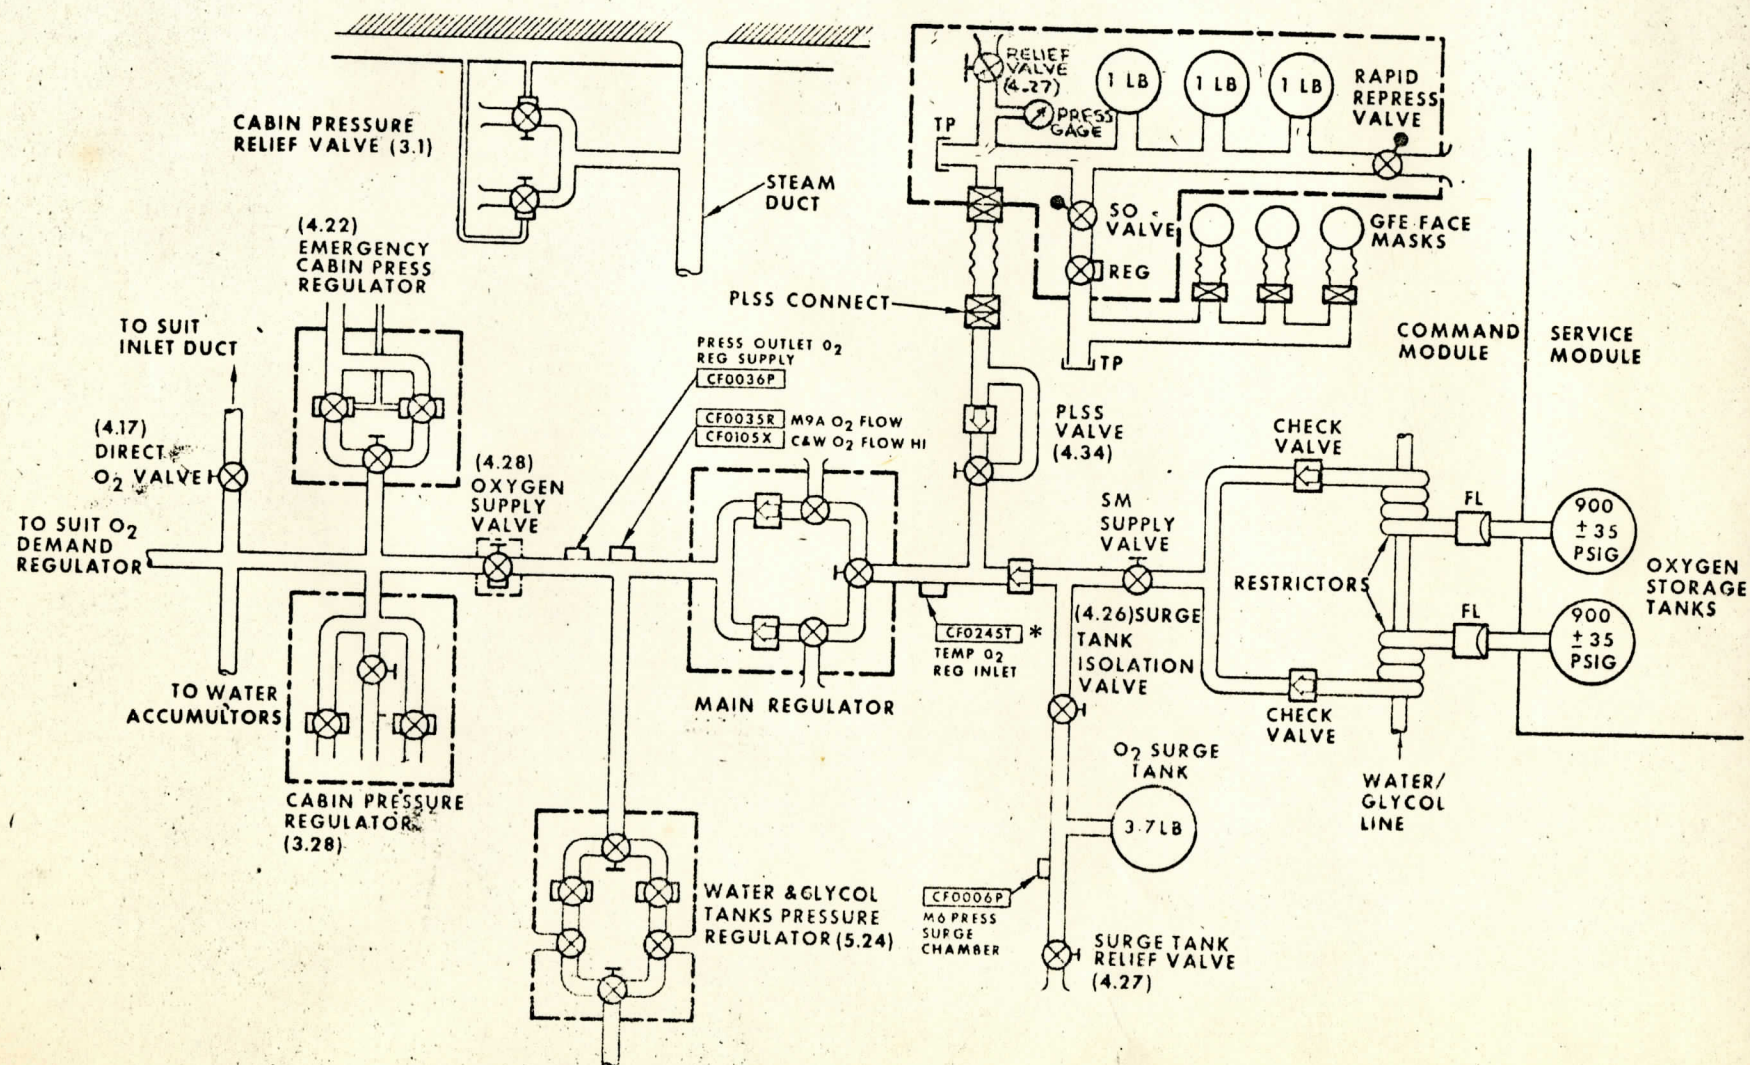 CABIN PRESSURE
RELIEF VALVE (3.1)
STEAM
DUCT
RELIEF
VALVE
(4.27)
PRESS
GAGE
TP
1 LB
1 LB
1 LB
RAPID
REPRESS
VALVE
SO
VALVE
REG
TP
GFE FACE
MASKS
PLSS CONNECT
PLSS
VALVE
(4.34)
COMMAND
MODULE
SERVICE
MODULE
(4.22)
EMERGENCY
CABIN PRESS
REGULATOR
TO SUIT
INLET DUCT
(4.17)
DIRECT
O2 VALVE
TO SUIT O2
DEMAND
REGULATOR
TO WATER
ACCUMULTORS
CABIN PRESSURE
REGULATOR
(3.28)
(4.28)
OXYGEN
SUPPLY
VALVE
PRESS OUTLET O2
REG SUPPLY
CF0036P
CF0035R M9A O2 FLOW
CF0105X C&W O2 FLOW HI
MAIN REGULATOR
CF0245T *
TEMP O2
REG INLET
SM
SUPPLY
VALVE
(4.26) SURGE
TANK
ISOLATION
VALVE
CHECK
VALVE
RESTRICTORS
CHECK
VALVE
FL
FL
900
± 35
PSIG
900
± 35
PSIG
OXYGEN
STORAGE
TANKS
WATER/
GLYCOL
LINE
O2 SURGE
TANK
3.7LB
CF0006P
M6 PRESS
SURGE
CHAMBER
SURGE TANK
RELIEF VALVE
(4.27)
WATER & GLYCOL
TANKS PRESSURE
REGULATOR (5.24)